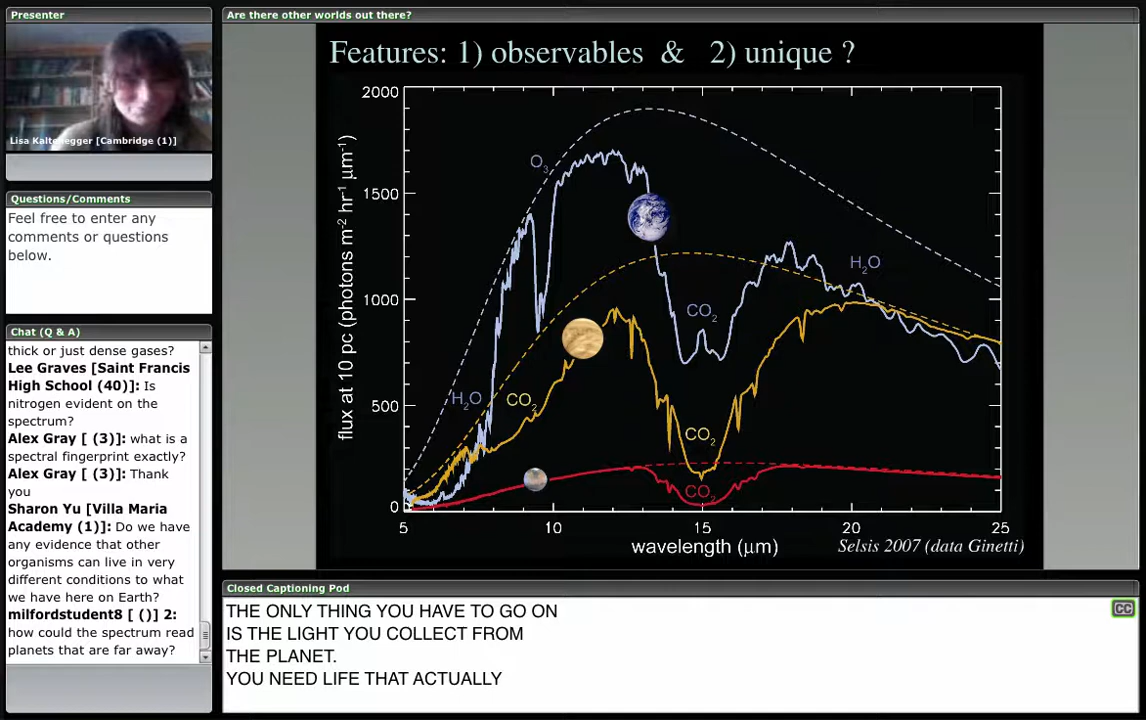 Presenter
Lisa Kaltenegger [Cambridge (1)]
Questions/Comments
Feel free to enter any
comments or questions
below.
Chat (Q & A)
thick or just dense gases?
Lee Graves [Saint Francis
High School (40)]: Is
nitrogen evident on the
spectrum?
Alex Gray [ (3)]: what is a
spectral fingerprint exactly?
Alex Gray [ (3)]: Thank
you
Sharon Yu [Villa Maria
Academy (1)]: Do we have
any evidence that other
organisms can live in very
different conditions to what
we have here on Earth?
milfordstudent8 [ ()] 2:
how could the spectrum read
planets that are far away?
Are there other worlds out there?
Features: 1) observables & 2) unique ?
2000
1500
1000
500
0
flux at 10 pc (photons m-2 hr-1 μm-1)
O3
H2O
CO2
H2O
CO2
CO2
CO2
5 10 15 20 25
wavelength (μm)
Selsis 2007 (data Ginetti)
Closed Captioning Pod
THE ONLY THING YOU HAVE TO GO ON
IS THE LIGHT YOU COLLECT FROM
THE PLANET.
YOU NEED LIFE THAT ACTUALLY
CC